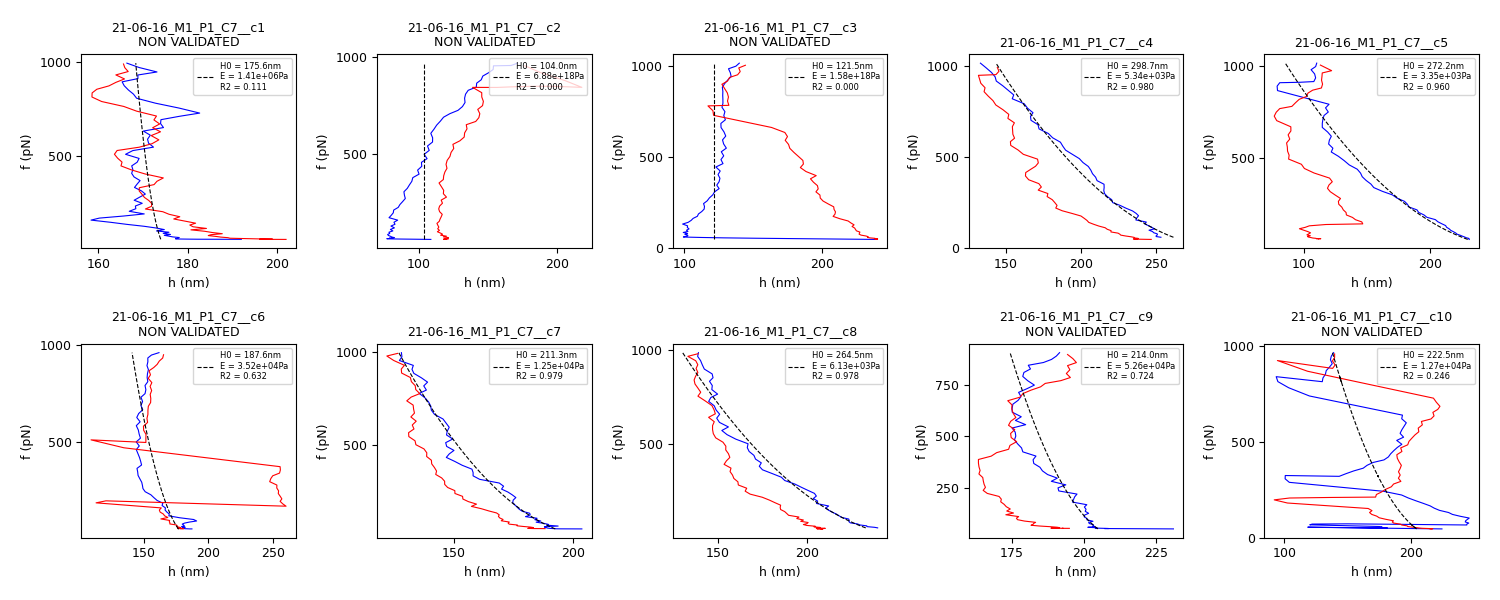 21-06-16_M1_P1_C7__c1
NON VALIDATED
H0 = 175.6nm
E = 1.41e+06Pa
R2 = 0.111
1000
500
f (pN)
160 180 200
h (nm)
21-06-16_M1_P1_C7__c2
NON VALIDATED
H0 = 104.0nm
E = 6.88e+18Pa
R2 = 0.000
1000
500
f (pN)
100 200
h (nm)
21-06-16_M1_P1_C7__c3
NON VALIDATED
H0 = 121.5nm
E = 1.58e+18Pa
R2 = 0.000
1000
500
0
f (pN)
100 200
h (nm)
21-06-16_M1_P1_C7__c4
H0 = 298.7nm
E = 5.34e+03Pa
R2 = 0.980
1000
500
0
f (pN)
150 200 250
h (nm)
21-06-16_M1_P1_C7__c5
H0 = 272.2nm
E = 3.35e+03Pa
R2 = 0.960
1000
500
f (pN)
100 200
h (nm)
21-06-16_M1_P1_C7__c6
NON VALIDATED
H0 = 187.6nm
E = 3.52e+04Pa
R2 = 0.632
1000
500
f (pN)
150 200 250
h (nm)
21-06-16_M1_P1_C7__c7
H0 = 211.3nm
E = 1.25e+04Pa
R2 = 0.979
1000
500
f (pN)
150 200
h (nm)
21-06-16_M1_P1_C7__c8
H0 = 264.5nm
E = 6.13e+03Pa
R2 = 0.978
1000
500
f (pN)
150 200
h (nm)
21-06-16_M1_P1_C7__c9
NON VALIDATED
H0 = 214.0nm
E = 5.26e+04Pa
R2 = 0.724
750
500
250
f (pN)
175 200 225
h (nm)
21-06-16_M1_P1_C7__c10
NON VALIDATED
H0 = 222.5nm
E = 1.27e+04Pa
R2 = 0.246
1000
500
0
f (pN)
100 200
h (nm)